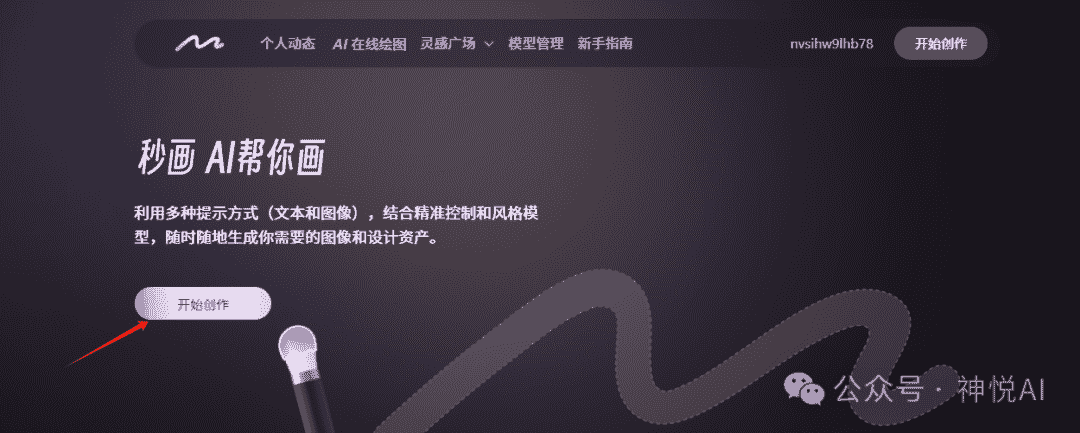 个人动态 AI 在线绘图 灵感广场 模型管理 新手指南 nvsihw9lhb78 开始创作
秒画 AI帮你画
利用多种提示方式（文本和图像），结合精准控制和风格模
型，随时随地生成你需要的图像和设计资产。
开始创作
公众号 · 神悦AI